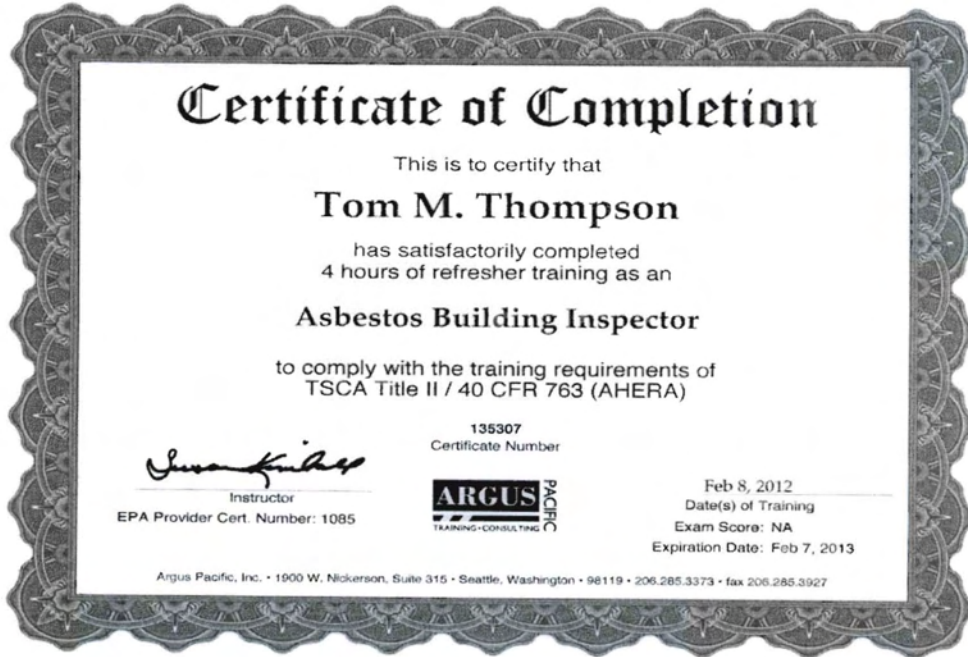 Certificate of Completion
This is to certify that
Tom M. Thompson
has satisfactorily completed
4 hours of refresher training as an
Asbestos Building Inspector
to comply with the training requirements of
TSCA Title II / 40 CFR 763 (AHERA)
135307
Certificate Number
Instructor
EPA Provider Cert. Number: 1085
ARGUS
PACIFIC
TRAINING • CONSULTING
Feb 8, 2012
Date(s) of Training
Exam Score: NA
Expiration Date: Feb 7, 2013
Argus Pacific, Inc. • 1900 W. Nickerson, Suite 315 • Seattle, Washington • 98119 • 206.285.3373 • fax 206.285.3927